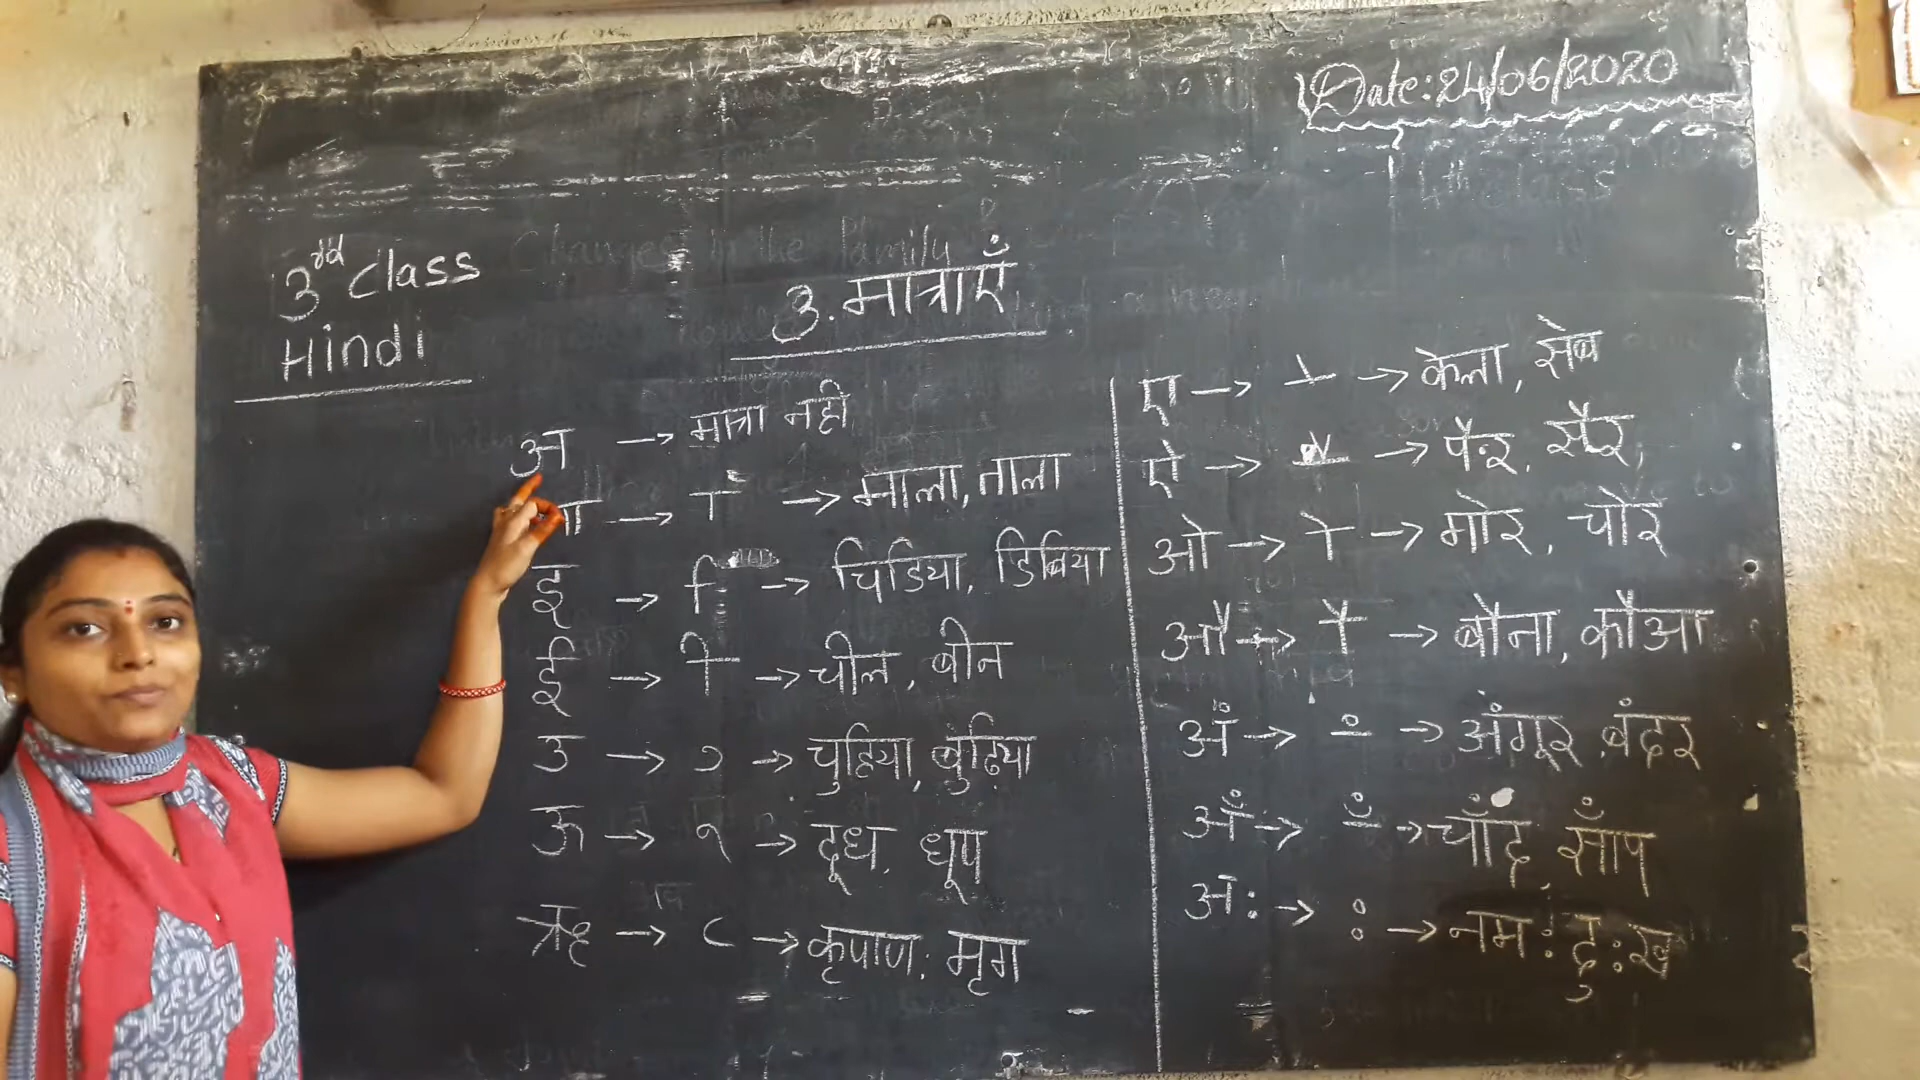 Date: 24/06/2020
3rd Class
Hindi
3. मात्राएँ
अ → मात्रा नही
आ → ा → माला, ताला
इ → ि → चिडिया, डिबिया
ई → ी → चील, बीन
उ → ु → चुहिया, बुढ़िया
ऊ → ू → दूध, धूप
ऋ → ृ → कृपाण, मृग
ए → े → केला, सेब
ऐ → ै → पैर, सैर,
ओ → ो → मोर, चोर
औ → ौ → बौना, कौआ
अं → ं → अंगूर, बंदर
अँ → ँ → चाँद, साँप
अः → ः → नमः दुःख